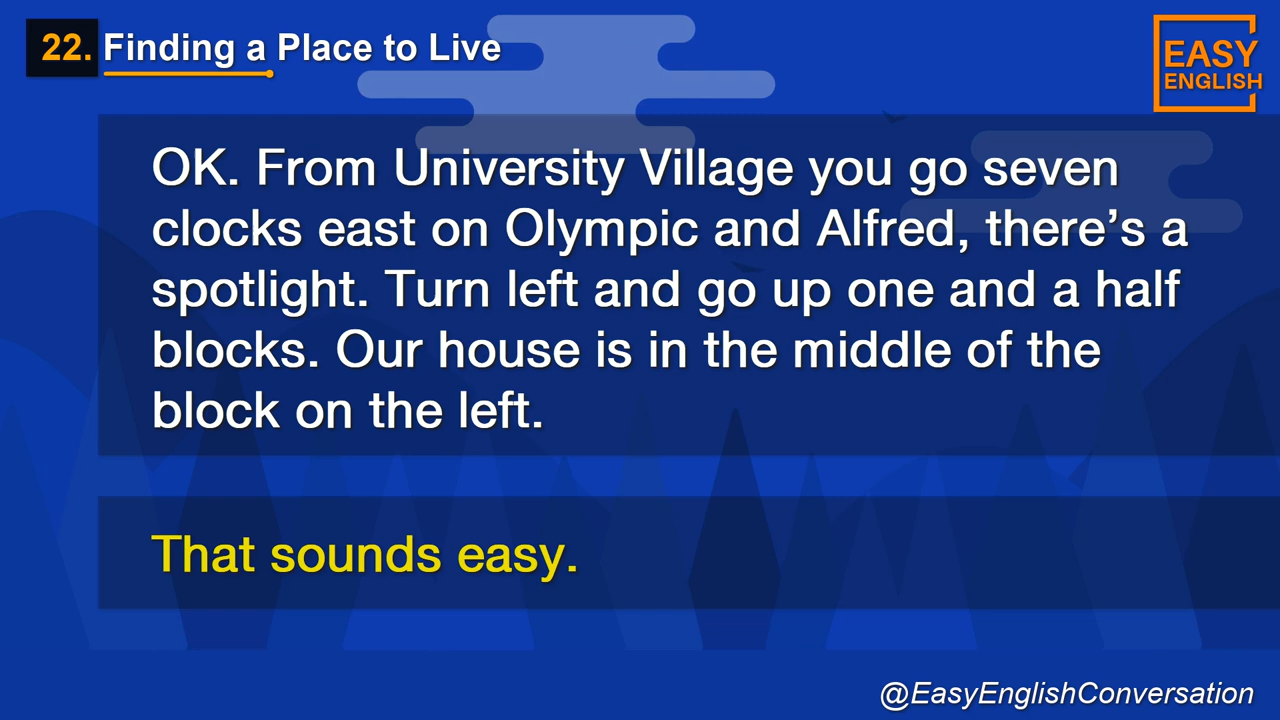 22. Finding a Place to Live
EASY
ENGLISH
OK. From University Village you go seven
clocks east on Olympic and Alfred, there’s a
spotlight. Turn left and go up one and a half
blocks. Our house is in the middle of the
block on the left.
That sounds easy.
@EasyEnglishConversation